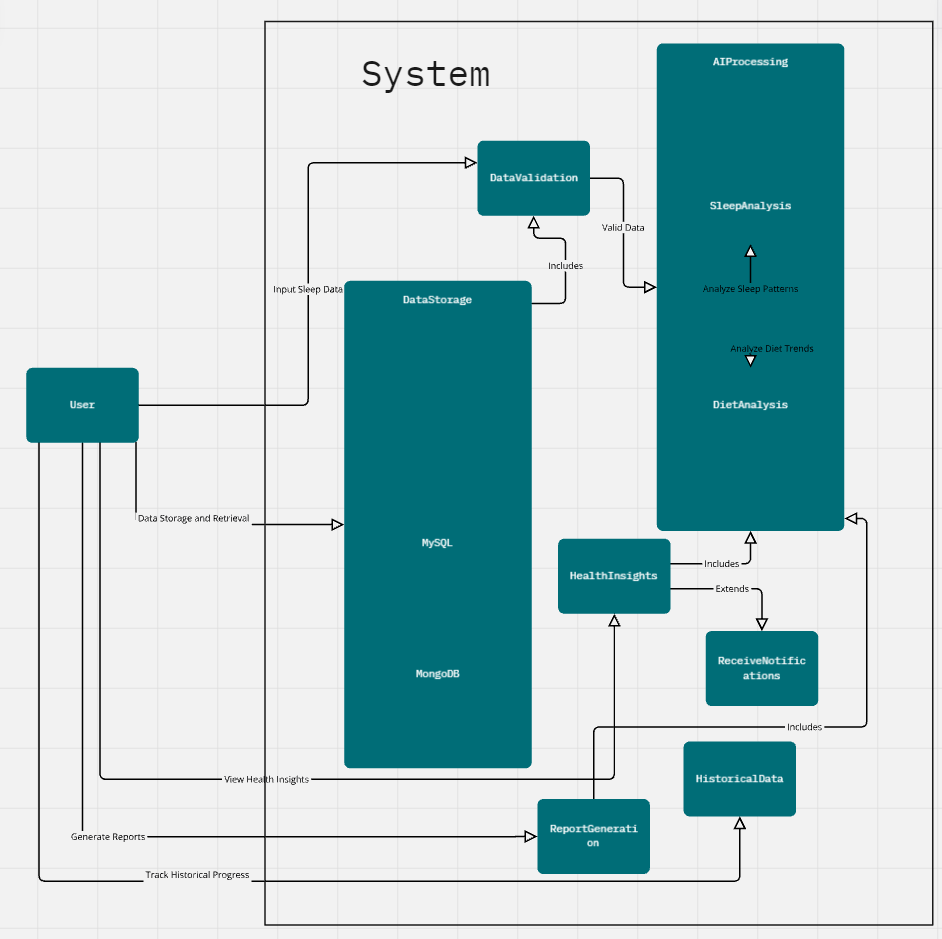 System
AIProcessing
DataValidation
SleepAnalysis
Valid Data
Includes
Input Sleep Data
DataStorage
Analyze Sleep Patterns
Analyze Diet Trends
User
DietAnalysis
Data Storage and Retrieval
MySQL
Includes
HealthInsights
Extends
ReceiveNotific
ations
MongoDB
Includes
View Health Insights
HistoricalData
Generate Reports
ReportGenerati
on
Track Historical Progress